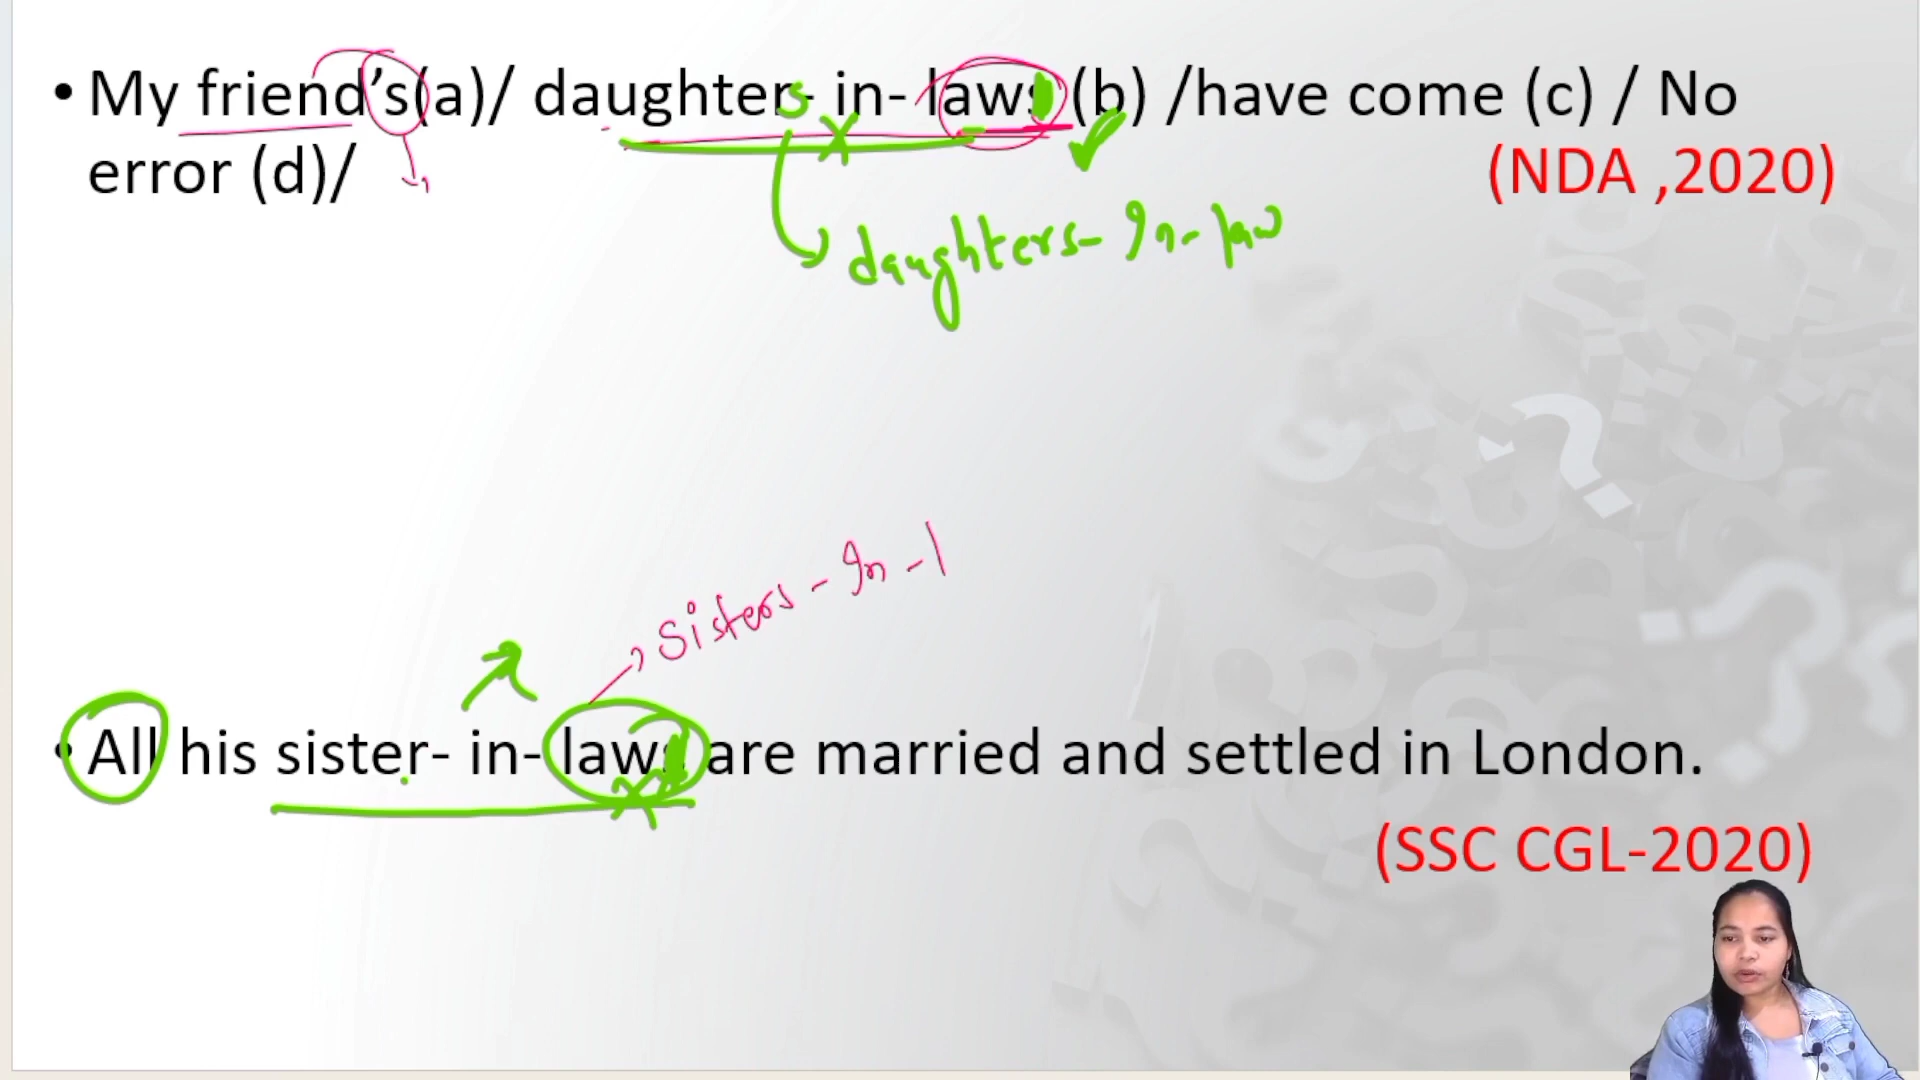 • My friend's(a)/ daughters- in- laws (b) /have come (c) / No
error (d)/ (NDA ,2020)
daughters- In- law
Sisters - In - l
• All his sister- in- laws are married and settled in London.
(SSC CGL-2020)